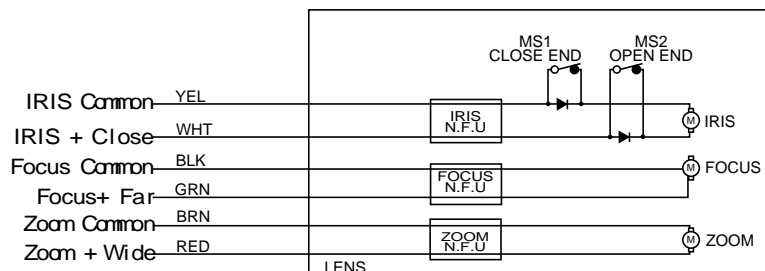 MS1 MS2
CLOSE END OPEN END
IRIS Common YEL
IRIS N.F.U
M IRIS
IRIS + Close WHT
Focus Common BLK
FOCUS N.F.U
M FOCUS
Focus+ Far GRN
Zoom Common BRN
ZOOM N.F.U
M ZOOM
Zoom + Wide RED
LENS